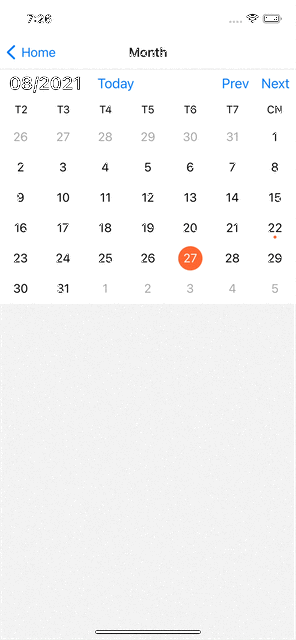 7:26
Home Month
08/2021 Today Prev Next
T2 T3 T4 T5 T6 T7 CN
26 27 28 29 30 31 1
2 3 4 5 6 7 8
9 10 11 12 13 14 15
16 17 18 19 20 21 22
23 24 25 26 27 28 29
30 31 1 2 3 4 5